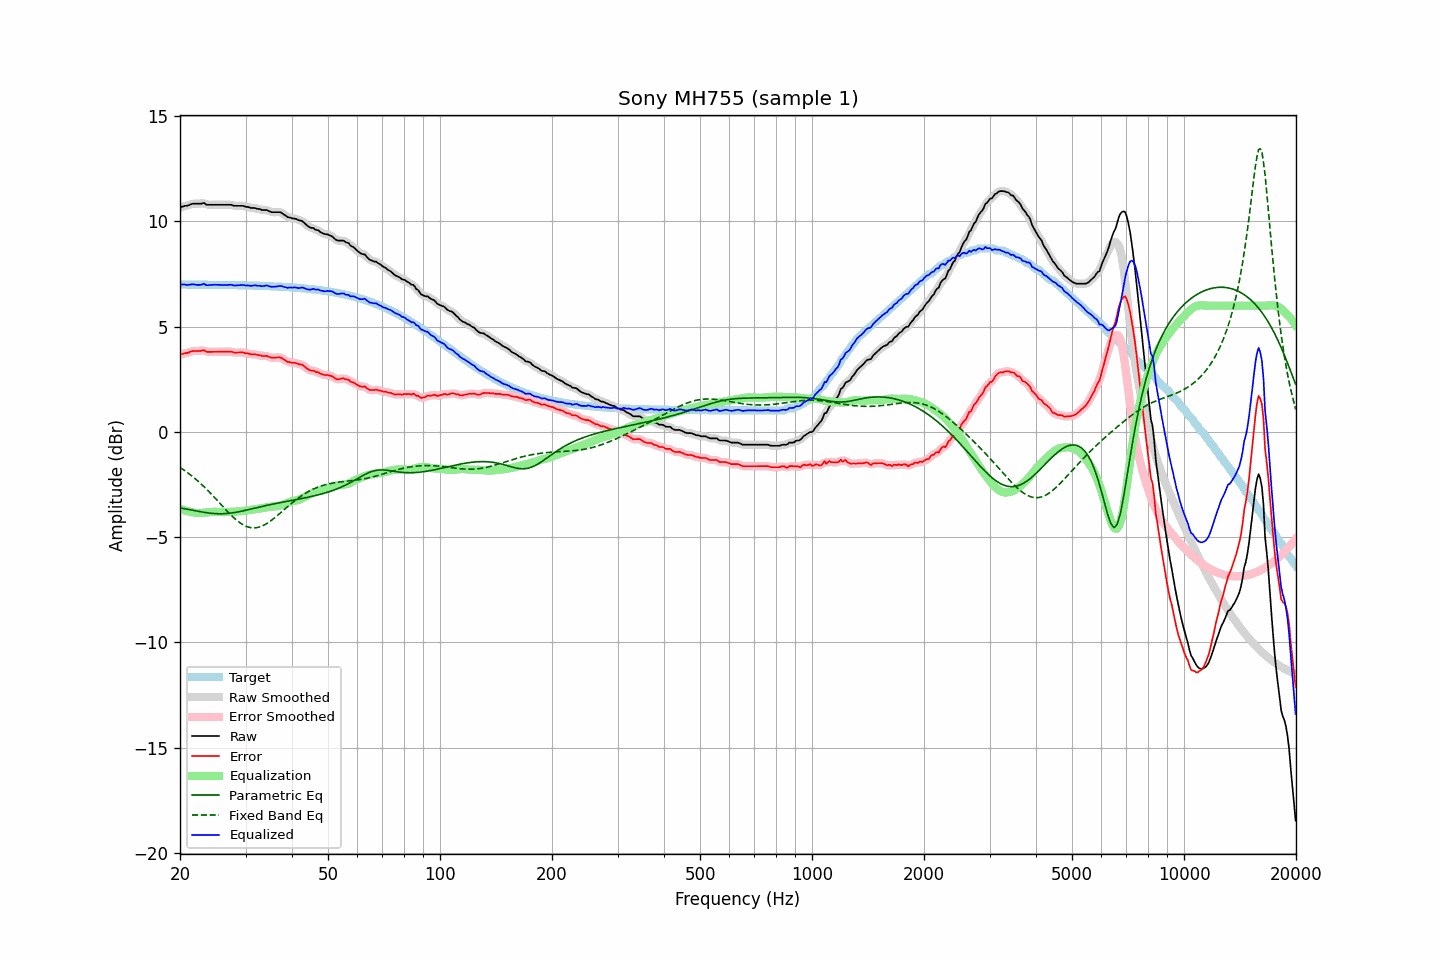 Sony MH755 (sample 1)
15
10
5
0
−5
−10
−15
−20
Amplitude (dBr)
Target
Raw Smoothed
Error Smoothed
Raw
Error
Equalization
Parametric Eq
Fixed Band Eq
Equalized
20 50 100 200 500 1000 2000 5000 10000 20000
Frequency (Hz)